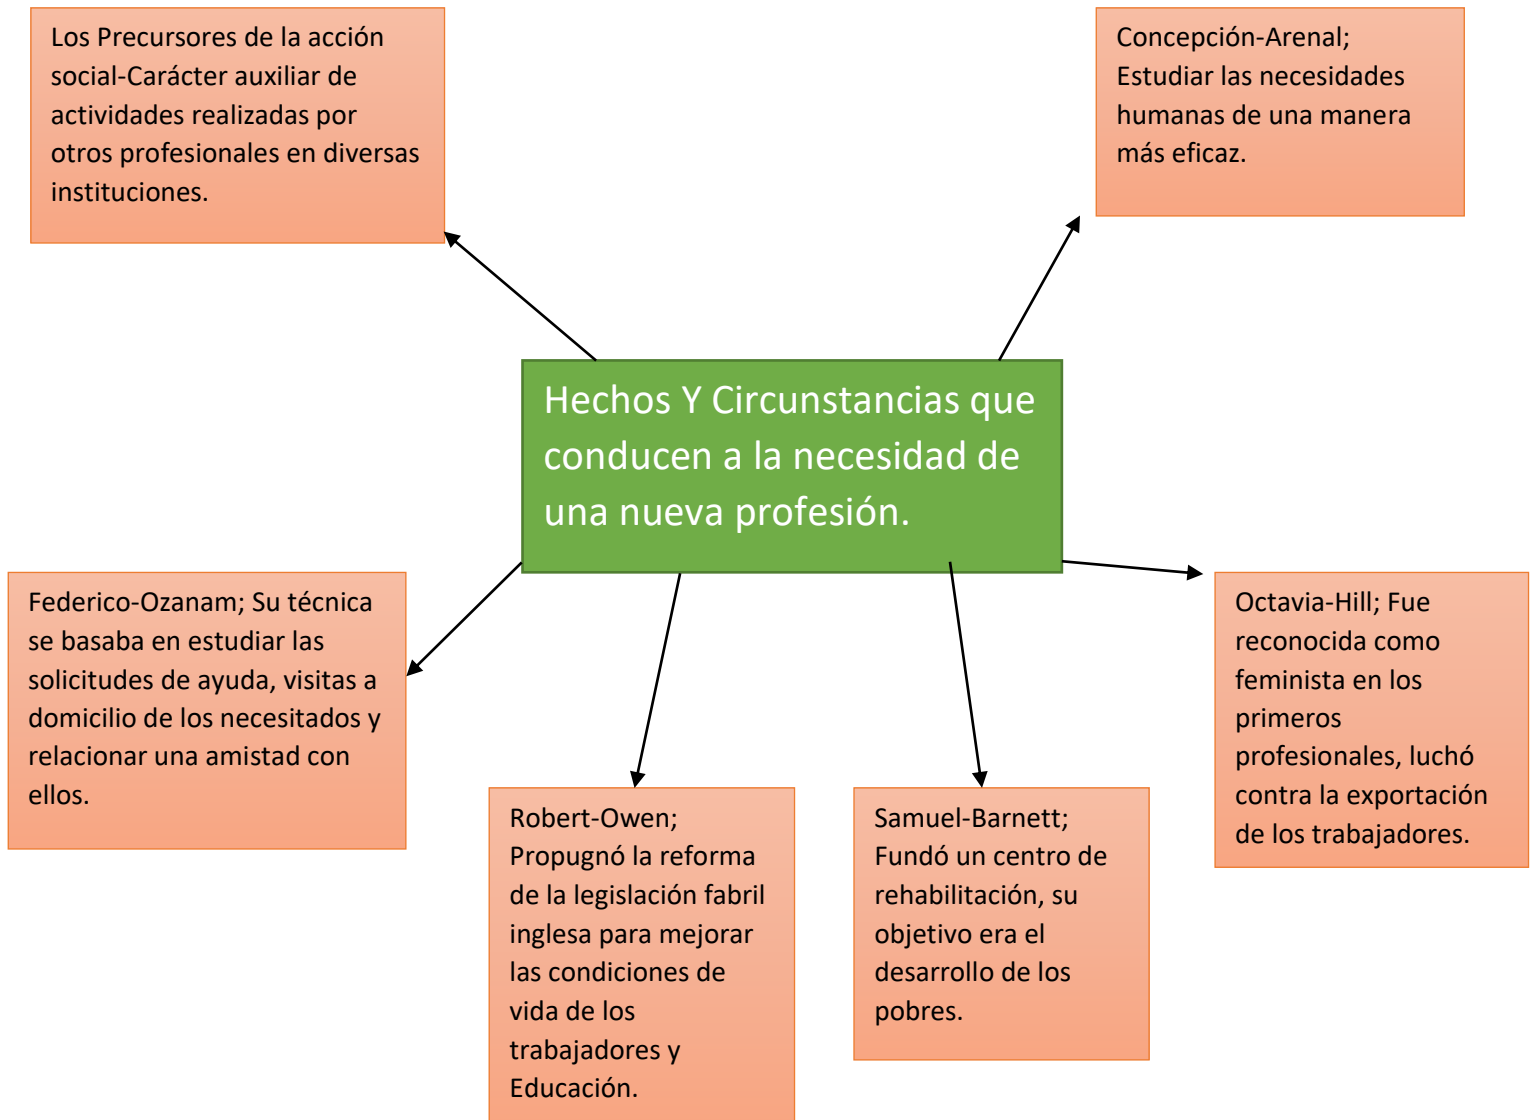 Los Precursores de la acción
social-Carácter auxiliar de
actividades realizadas por
otros profesionales en diversas
instituciones.
Concepción-Arenal;
Estudiar las necesidades
humanas de una manera
más eficaz.
Hechos Y Circunstancias que
conducen a la necesidad de
una nueva profesión.
Federico-Ozanam; Su técnica
se basaba en estudiar las
solicitudes de ayuda, visitas a
domicilio de los necesitados y
relacionar una amistad con
ellos.
Octavia-Hill; Fue
reconocida como
feminista en los
primeros
profesionales, luchó
contra la exportación
de los trabajadores.
Robert-Owen;
Propugnó la reforma
de la legislación fabril
inglesa para mejorar
las condiciones de
vida de los
trabajadores y
Educación.
Samuel-Barnett;
Fundó un centro de
rehabilitación, su
objetivo era el
desarrollo de los
pobres.